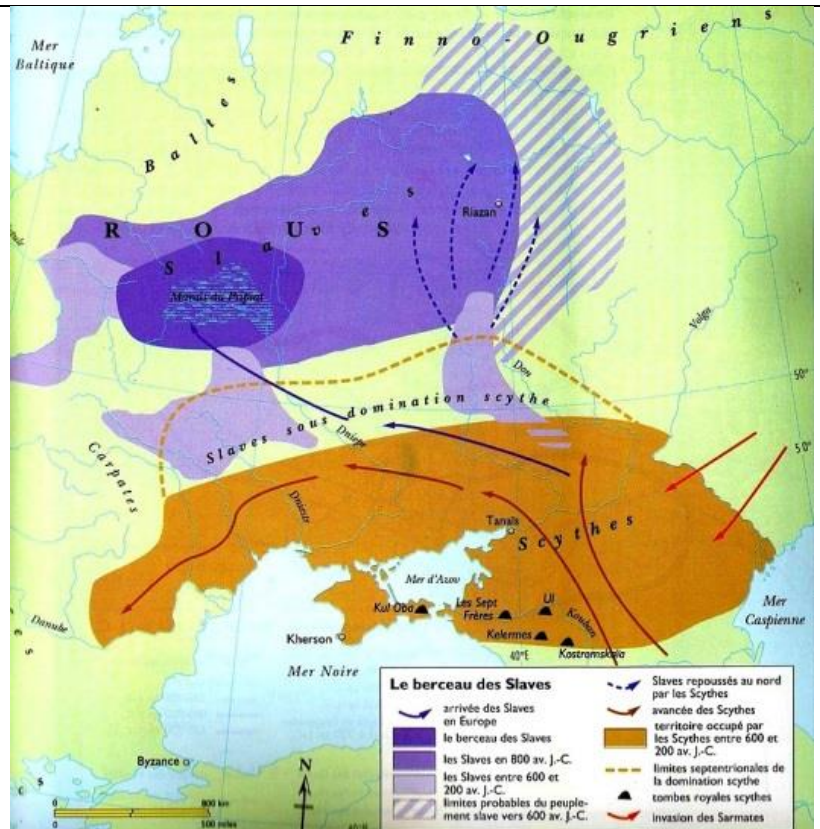 Mer
Baltique
Finno-Ougriens
Baltes
ROUS
Slaves
Riazan
Marais du Pripiat
Volga
Don
50°
50°
Slaves sous domination scythe
Dniepr
Carpates
Dniestr
Tanaïs
Scythes
Mer d'Azov
Kul Oba
Les Sept
Frères
Ul
Kouban
Kelermès
Kostromskaïa
40°E
Mer
Caspienne
Danube
Kherson
Mer Noire
Byzance
N
800 km
500 miles
Le berceau des Slaves
arrivée des Slaves
en Europe
le berceau des Slaves
les Slaves en 800 av. J.-C.
les Slaves entre 600 et
200 av. J.-C.
limites probables du peuple-
ment slave vers 600 av. J.-C.
Slaves repoussés au nord
par les Scythes
avancée des Scythes
territoire occupé par
les Scythes entre 600 et
200 av. J.-C.
limites septentrionales de
la domination scythe
tombes royales scythes
invasion des Sarmates